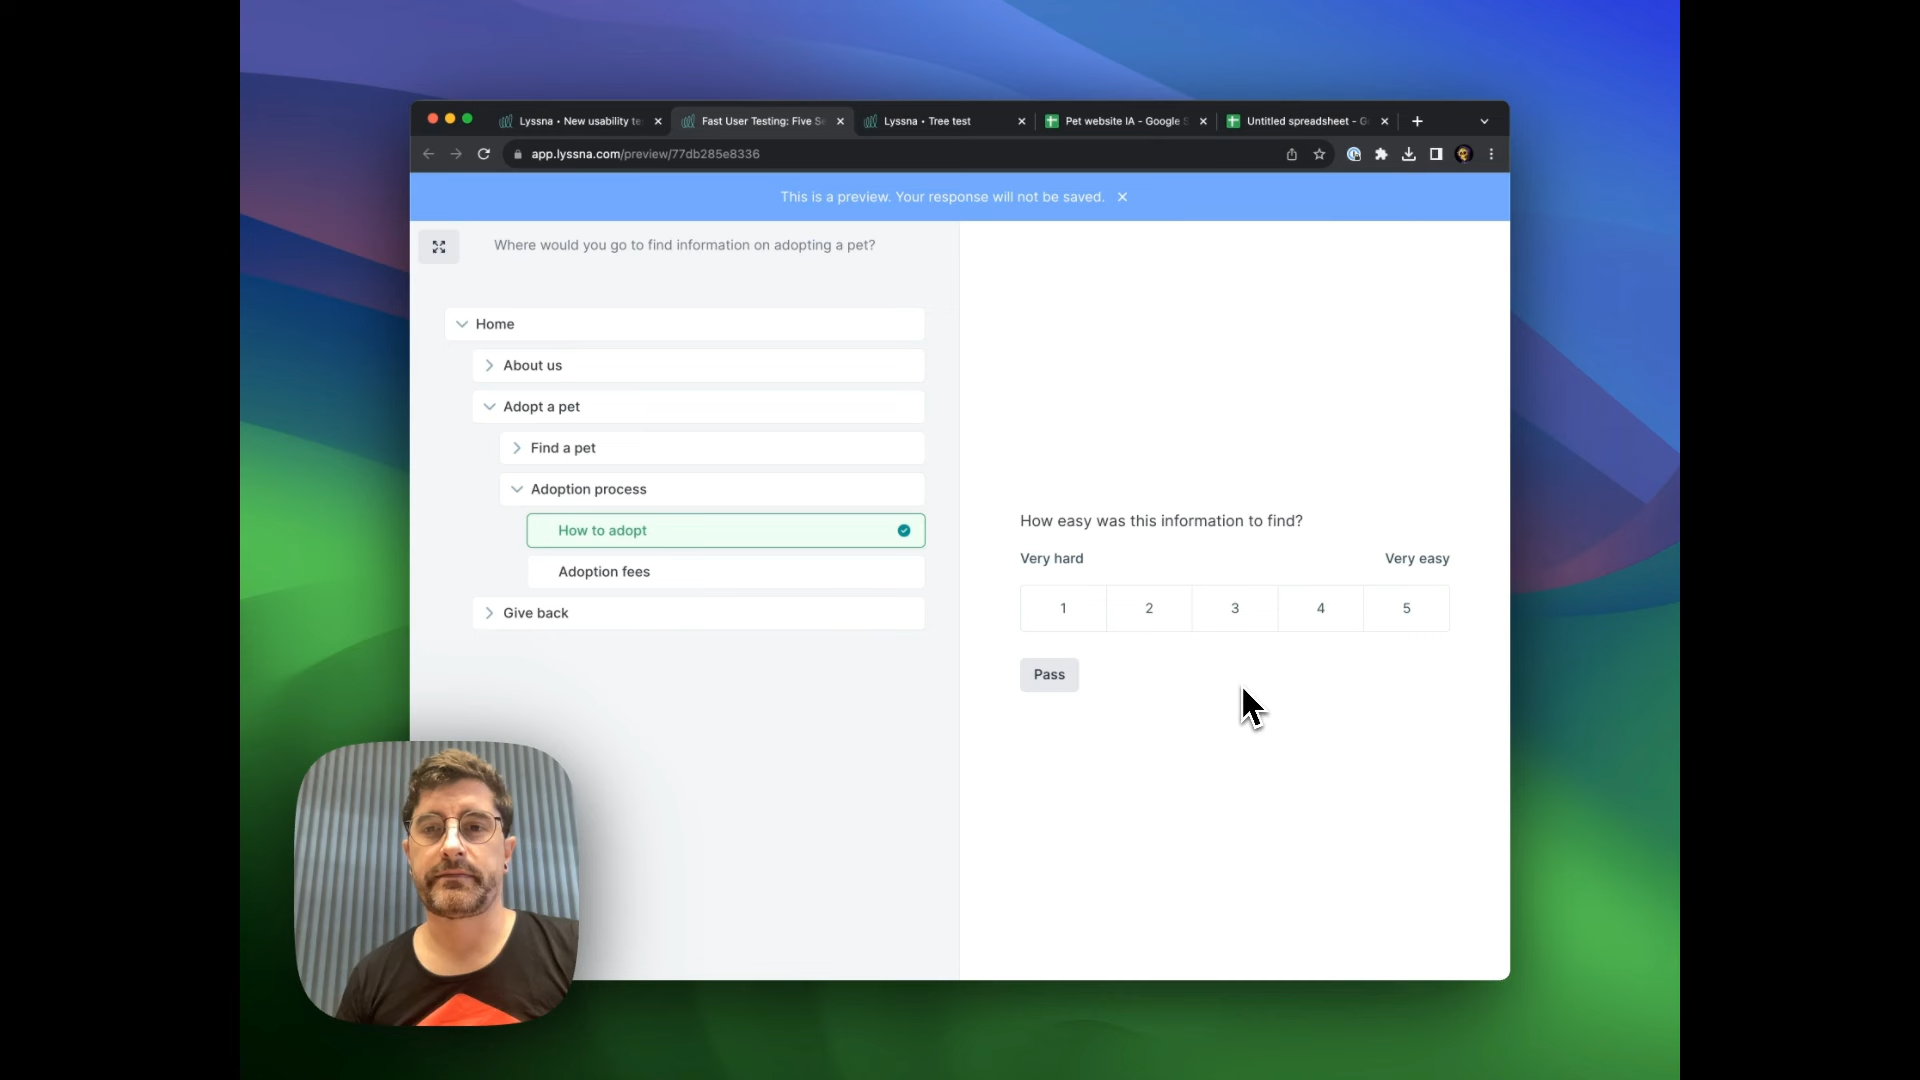 Lyssna • New usability te
Fast User Testing: Five Se
Lyssna • Tree test
Pet website IA - Google S
Untitled spreadsheet - G
app.lyssna.com/preview/77db285e8336
This is a preview. Your response will not be saved.
Where would you go to find information on adopting a pet?
Home
About us
Adopt a pet
Find a pet
Adoption process
How to adopt
Adoption fees
Give back
How easy was this information to find?
Very hard Very easy
1 2 3 4 5
Pass